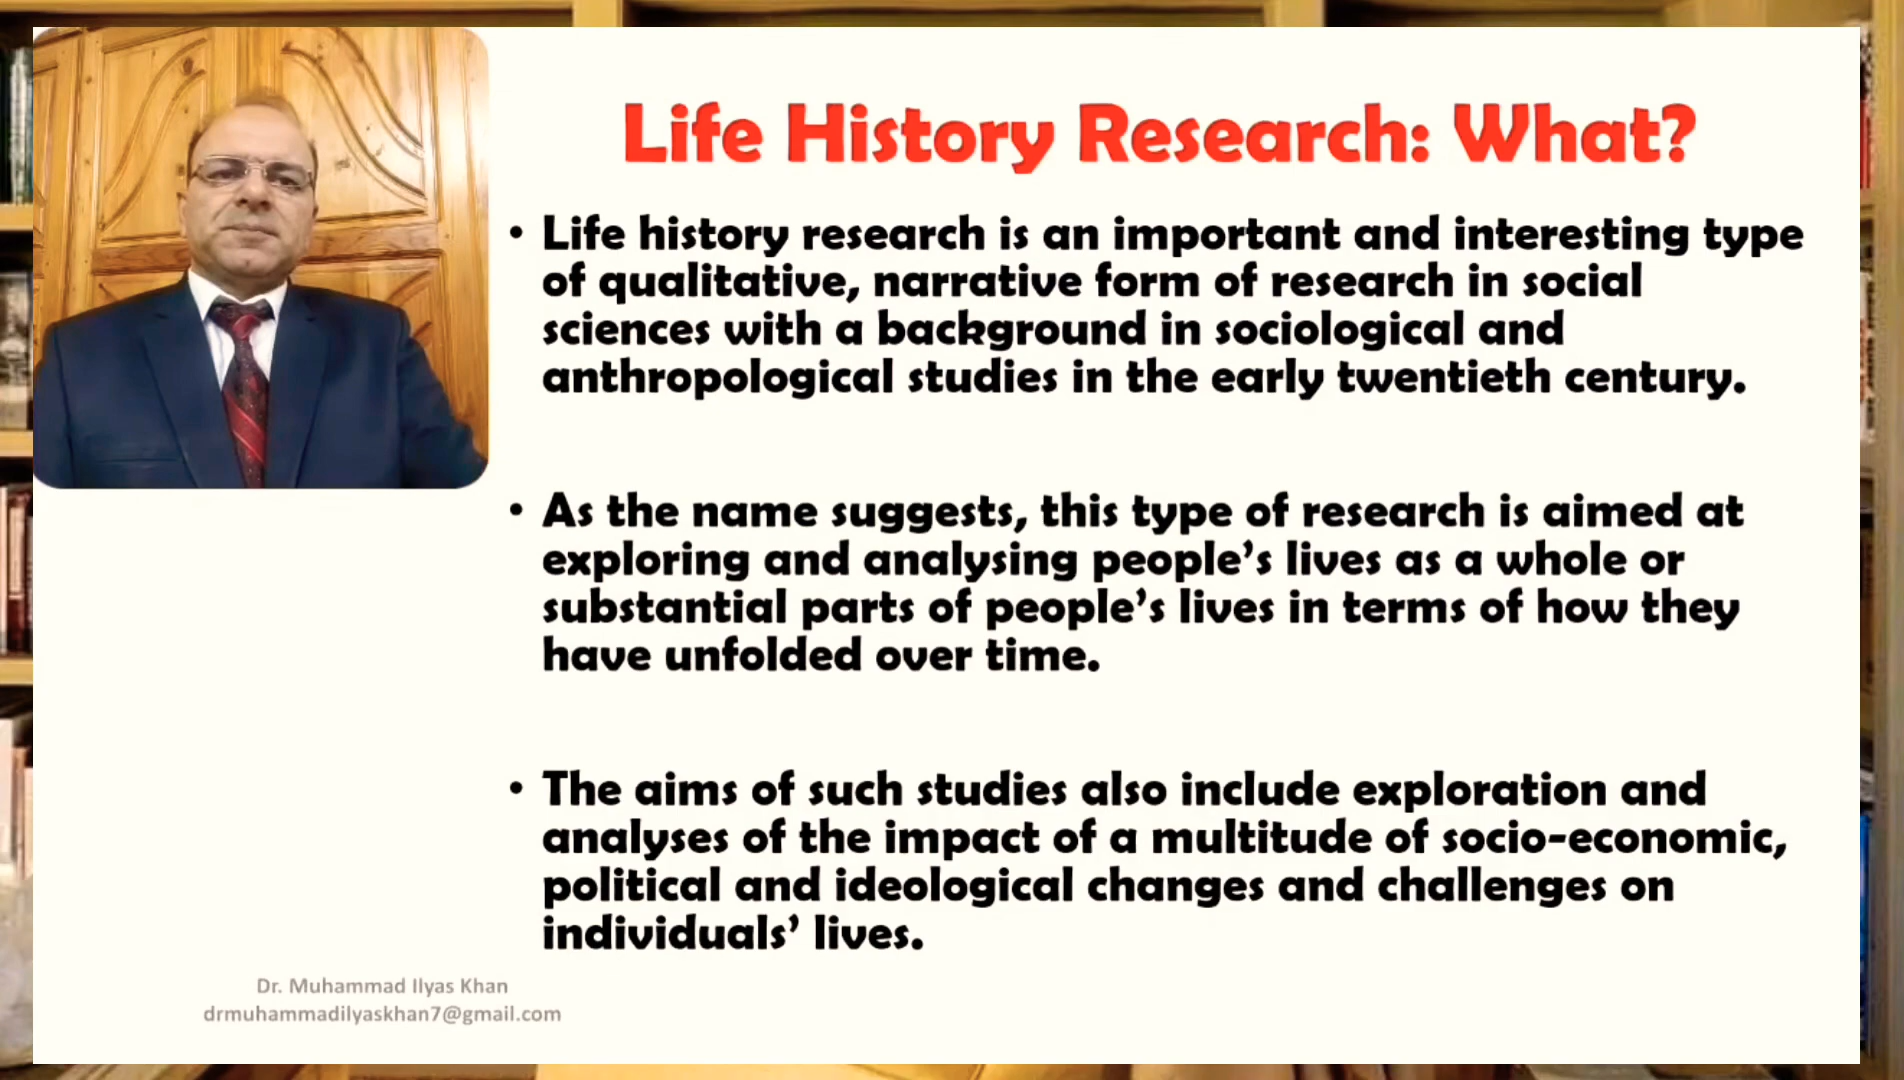 Life History Research: What?
• Life history research is an important and interesting type
of qualitative, narrative form of research in social
sciences with a background in sociological and
anthropological studies in the early twentieth century.
• As the name suggests, this type of research is aimed at
exploring and analysing people’s lives as a whole or
substantial parts of people’s lives in terms of how they
have unfolded over time.
• The aims of such studies also include exploration and
analyses of the impact of a multitude of socio-economic,
political and ideological changes and challenges on
individuals’ lives.
Dr. Muhammad Ilyas Khan
drmuhammadilyaskhan7@gmail.com